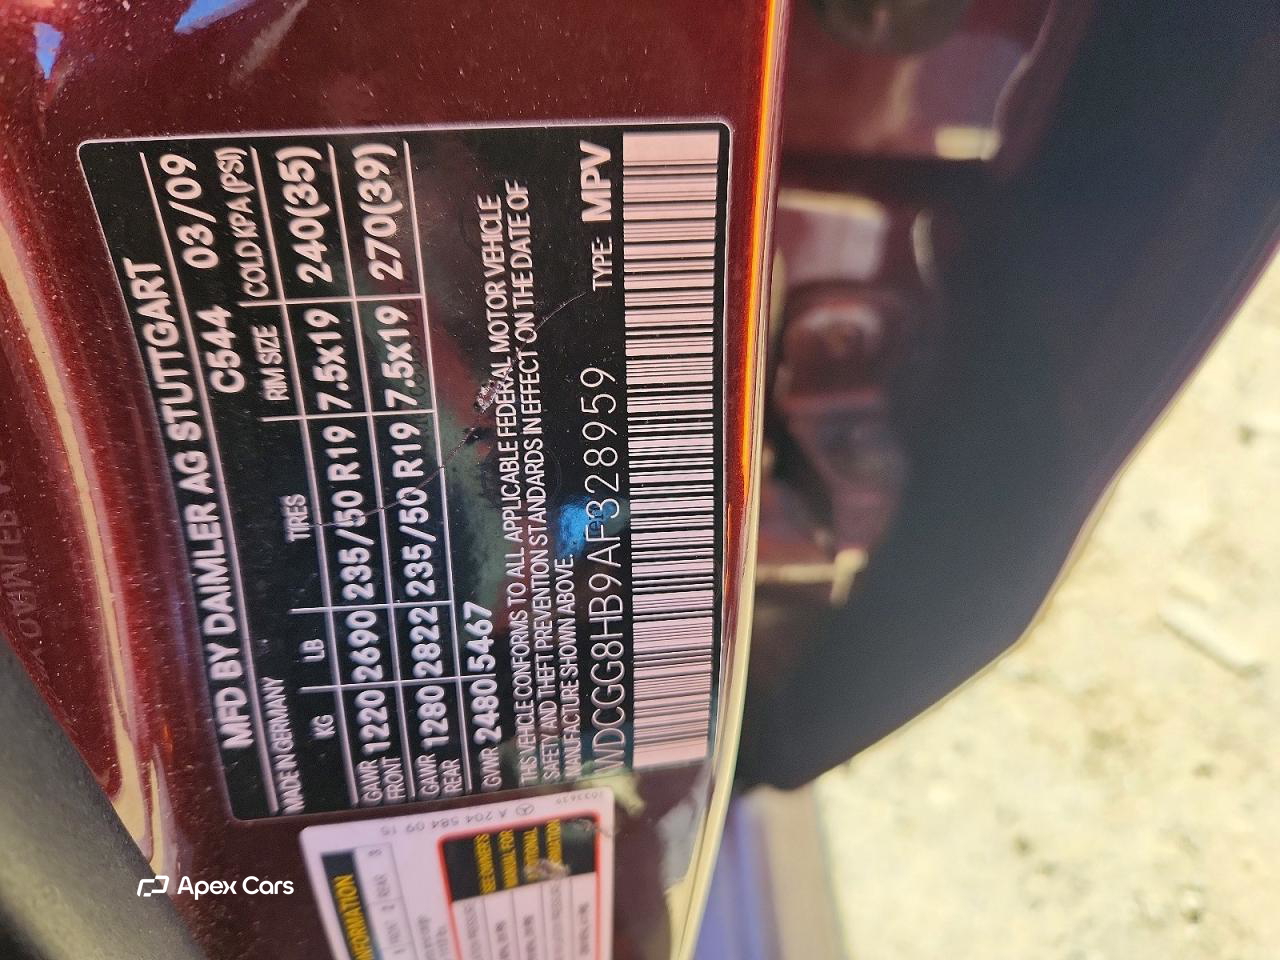 MFD BY DAIMLER AG STUTTGART
MADE IN GERMANY C544 03/09
KG LB TIRES RIM SIZE COLD KPA (PSI)
GAWR FRONT 1220 2690 235/50 R19 7.5x19 240(35)
GAWR REAR 1280 2822 235/50 R19 7.5x19 270(39)
GVWR 2480 5467
THIS VEHICLE CONFORMS TO ALL APPLICABLE FEDERAL MOTOR VEHICLE
SAFETY AND THEFT PREVENTION STANDARDS IN EFFECT ON THE DATE OF
MANUFACTURE SHOWN ABOVE.
WDCGG8HB9AF328959 TYPE: MPV
A 204 584 09 15
SEE OWNER'S
MANUAL FOR
Apex Cars